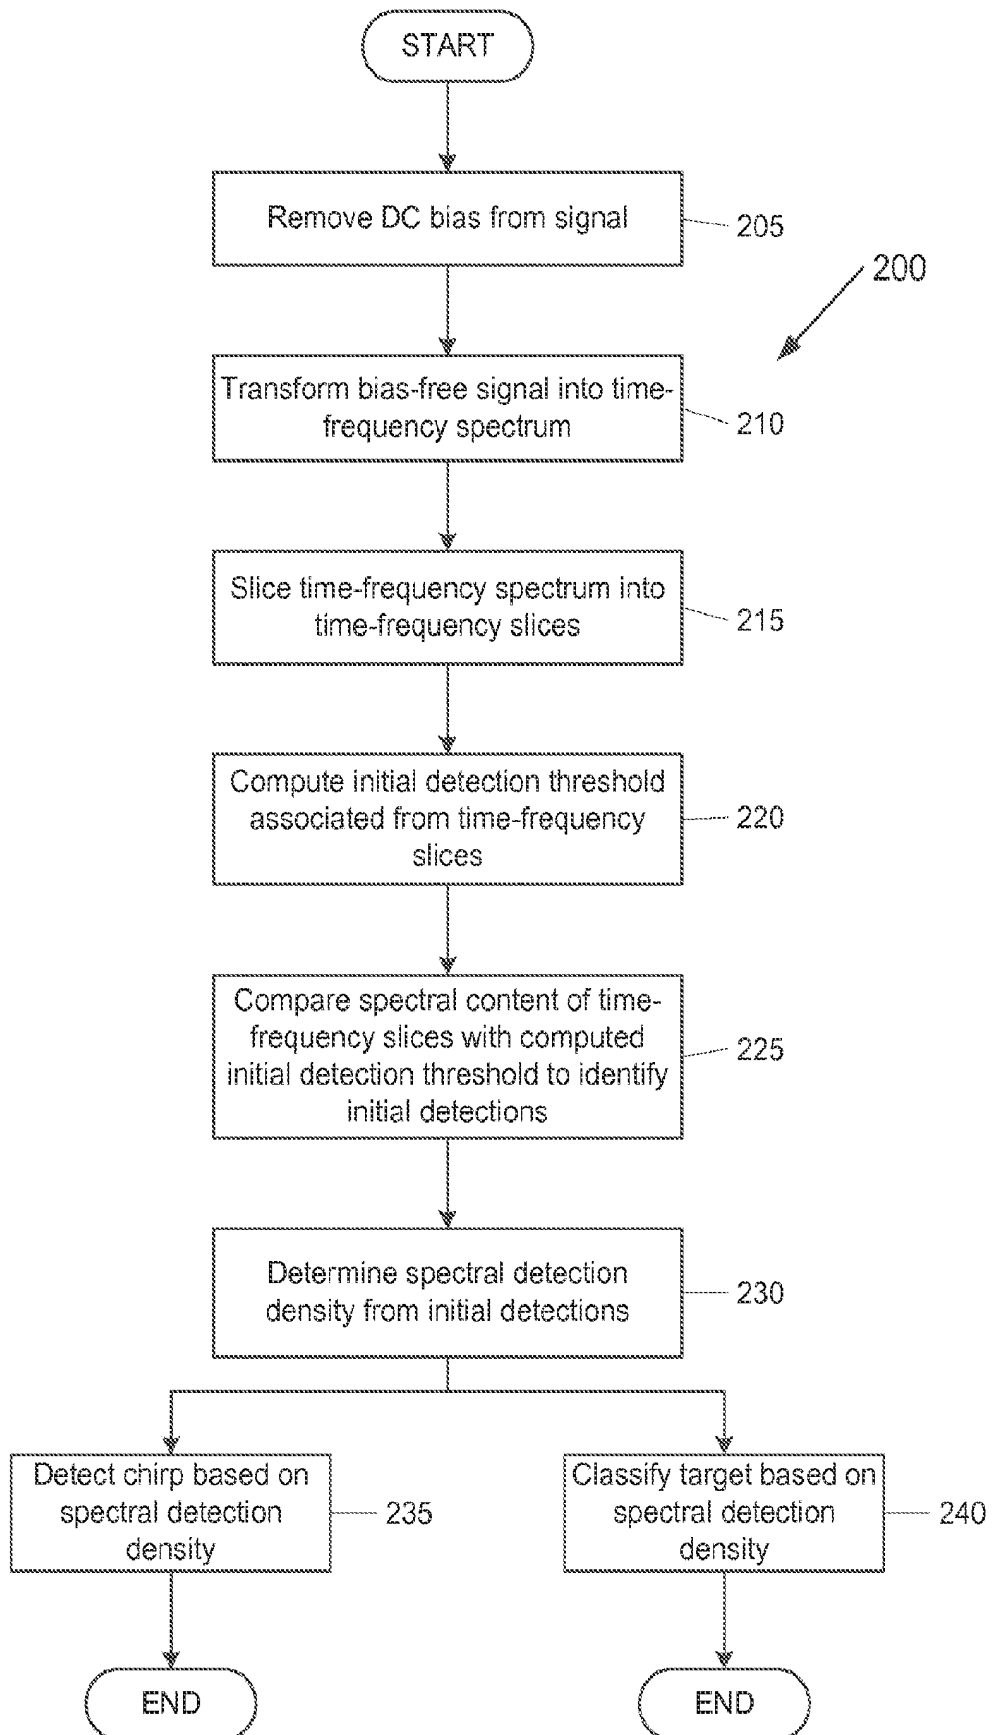 START
Remove DC bias from signal
205
200
Transform bias-free signal into time-
frequency spectrum
210
Slice time-frequency spectrum into
time-frequency slices
215
Compute initial detection threshold
associated from time-frequency
slices
220
Compare spectral content of time-
frequency slices with computed
initial detection threshold to identify
initial detections
225
Determine spectral detection
density from initial detections
230
Detect chirp based on
spectral detection
density
235
Classify target based on
spectral detection
density
240
END
END